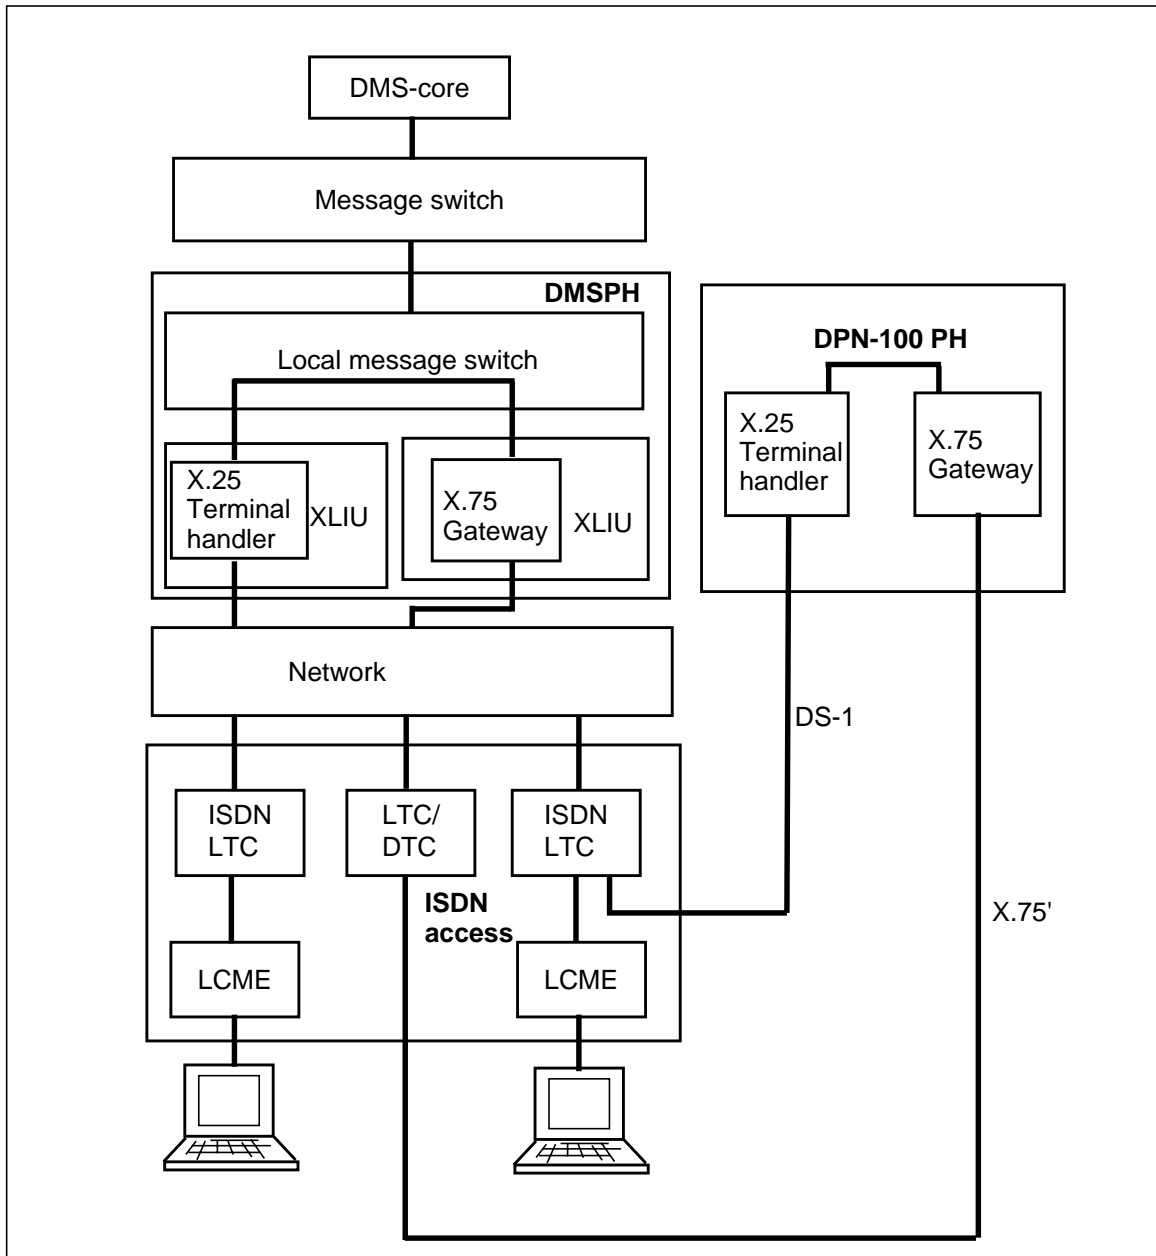 DMS-core
Message switch
DMSPH
Local message switch
X.25
Terminal
handler
XLIU
X.75
Gateway
XLIU
DPN-100 PH
X.25
Terminal
handler
X.75
Gateway
Network
DS-1
ISDN
LTC
LTC/
DTC
ISDN
LTC
ISDN
access
X.75'
LCME
LCME